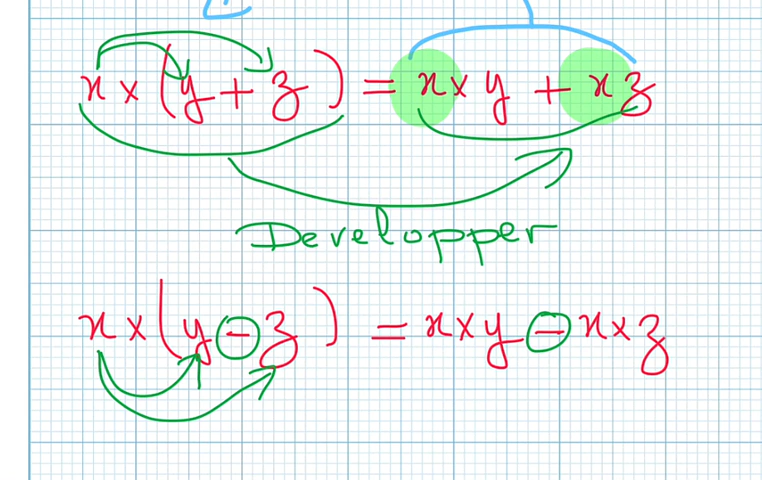 x × (y + z) = x × y + x z
Developper
x × (y - z) = x × y - x × z